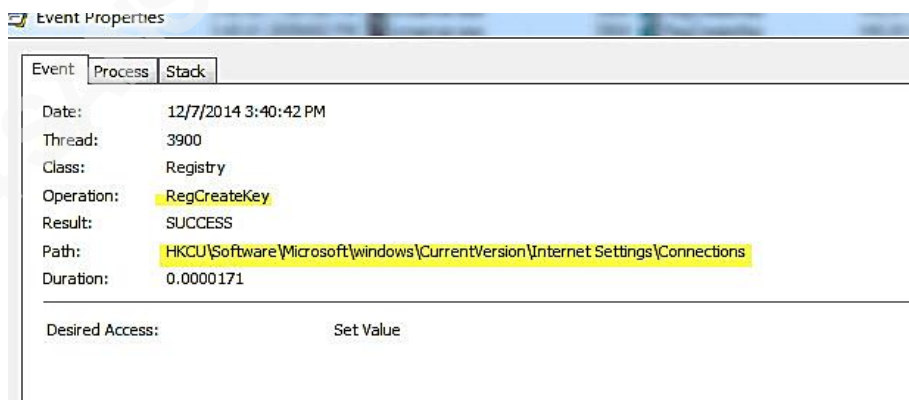 Event Properties
Event Process Stack
Date: 12/7/2014 3:40:42 PM
Thread: 3900
Class: Registry
Operation: RegCreateKey
Result: SUCCESS
Path: HKCU\Software\Microsoft\windows\CurrentVersion\Internet Settings\Connections
Duration: 0.0000171
Desired Access: Set Value